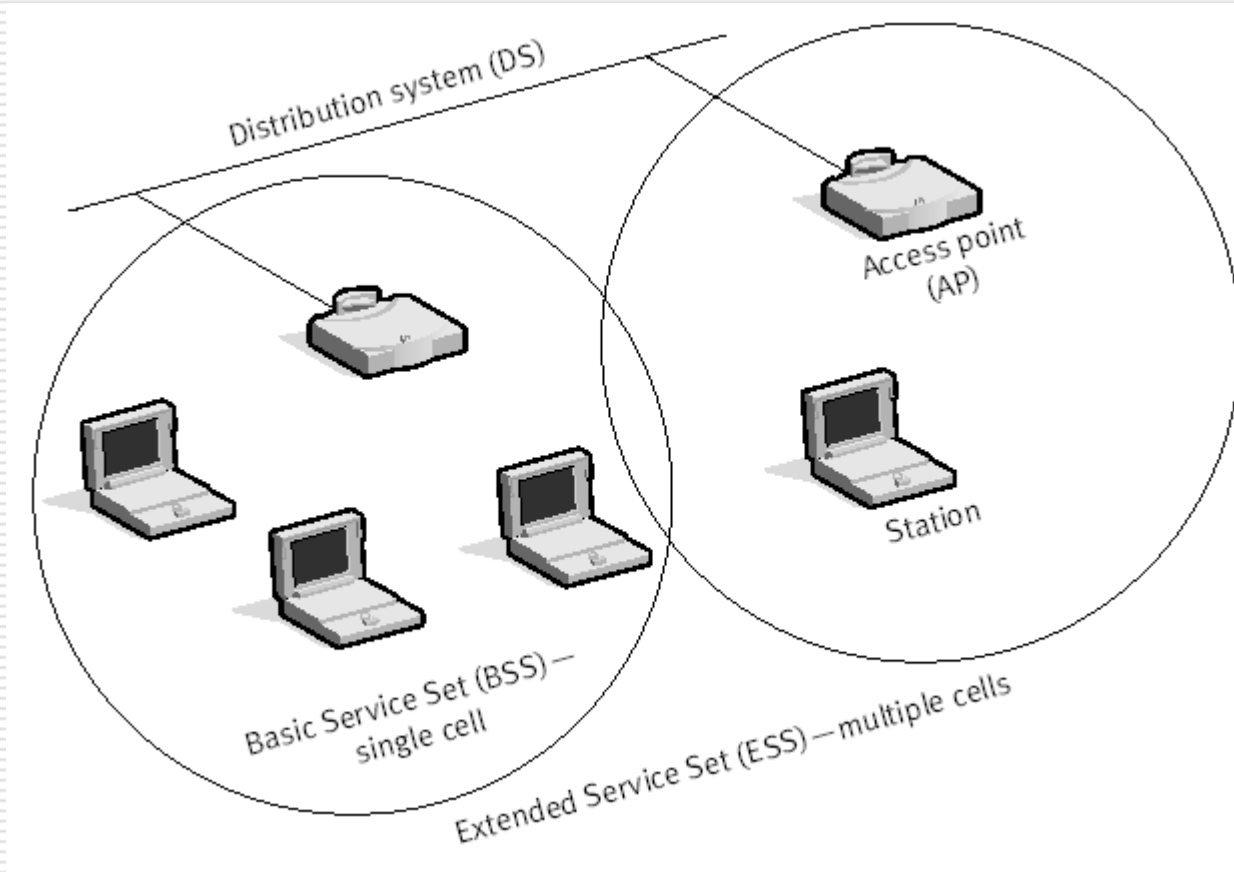 Distribution system (DS)
Access point
(AP)
Station
Basic Service Set (BSS)—
single cell
Extended Service Set (ESS)—multiple cells